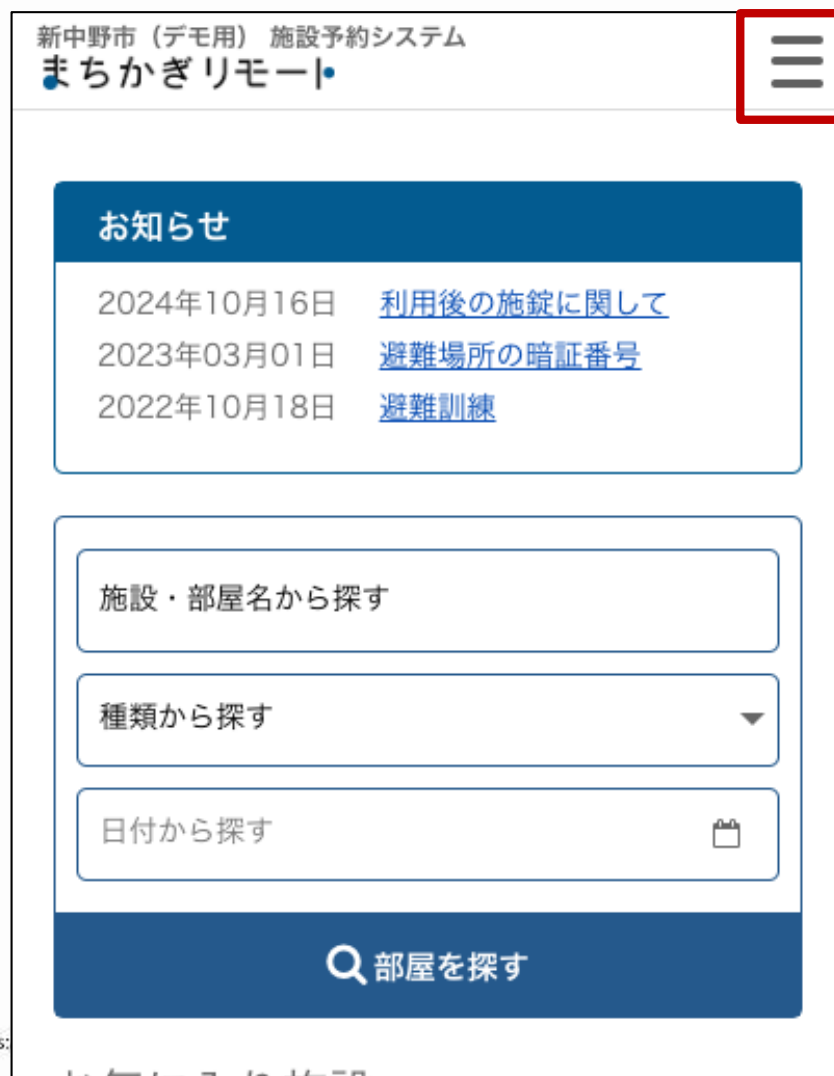 新中野市（デモ用） 施設予約システム
まちかぎリモート
お知らせ
2024年10月16日 利用後の施錠に関して
2023年03月01日 避難場所の暗証番号
2022年10月18日 避難訓練
施設・部屋名から探す
種類から探す
日付から探す
部屋を探す
s: